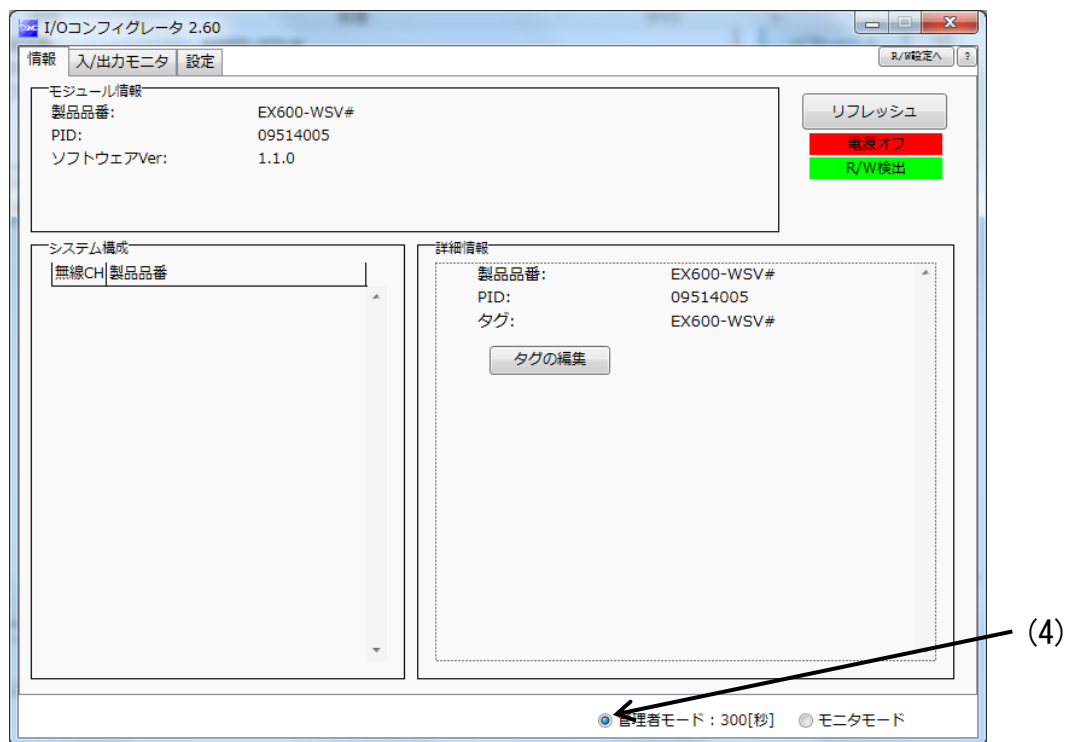 I/Oコンフィグレータ 2.60
情報 入/出力モニタ 設定 R/W設定へ ?
モジュール情報
製品品番: EX600-WSV#
PID: 09514005
ソフトウェアVer: 1.1.0
リフレッシュ
電源オフ
R/W検出
システム構成
無線CH 製品品番
詳細情報
製品品番: EX600-WSV#
PID: 09514005
タグ: EX600-WSV#
タグの編集
(4)
管理者モード：300[秒] モニタモード